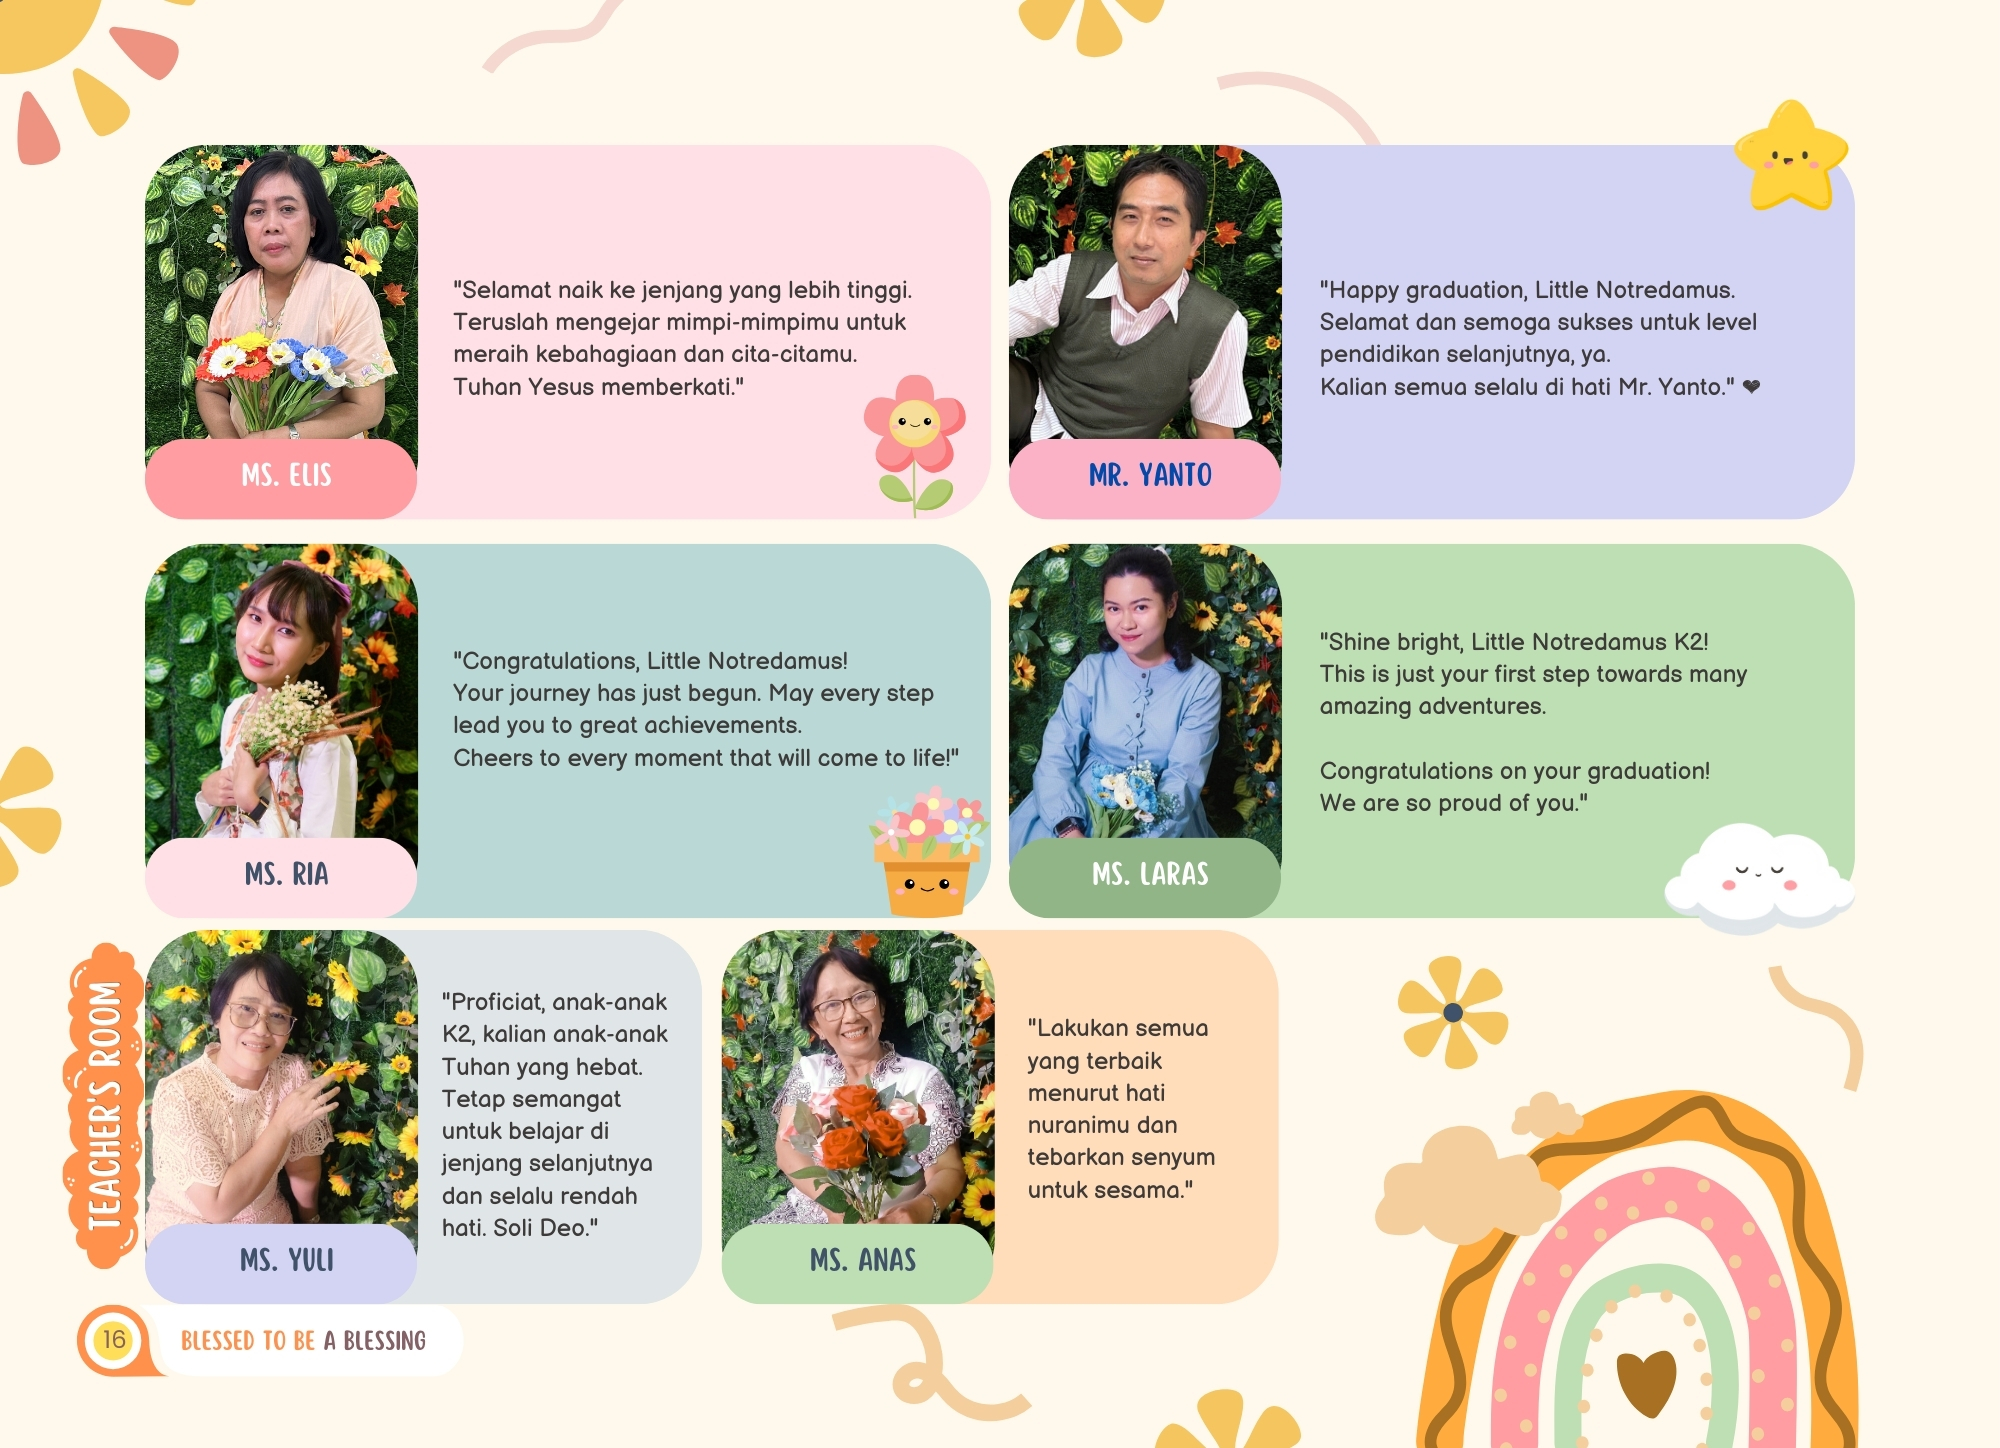 "Selamat naik ke jenjang yang lebih tinggi.
Teruslah mengejar mimpi-mimpimu untuk
meraih kebahagiaan dan cita-citamu.
Tuhan Yesus memberkati."
MS. ELIS
"Happy graduation, Little Notredamus.
Selamat dan semoga sukses untuk level
pendidikan selanjutnya, ya.
Kalian semua selalu di hati Mr. Yanto." ❤
MR. YANTO
"Congratulations, Little Notredamus!
Your journey has just begun. May every step
lead you to great achievements.
Cheers to every moment that will come to life!"
MS. RIA
"Shine bright, Little Notredamus K2!
This is just your first step towards many
amazing adventures.
Congratulations on your graduation!
We are so proud of you."
MS. LARAS
TEACHER'S ROOM
"Proficiat, anak-anak
K2, kalian anak-anak
Tuhan yang hebat.
Tetap semangat
untuk belajar di
jenjang selanjutnya
dan selalu rendah
hati. Soli Deo."
MS. YULI
"Lakukan semua
yang terbaik
menurut hati
nuranimu dan
tebarkan senyum
untuk sesama."
MS. ANAS
16
BLESSED TO BE A BLESSING